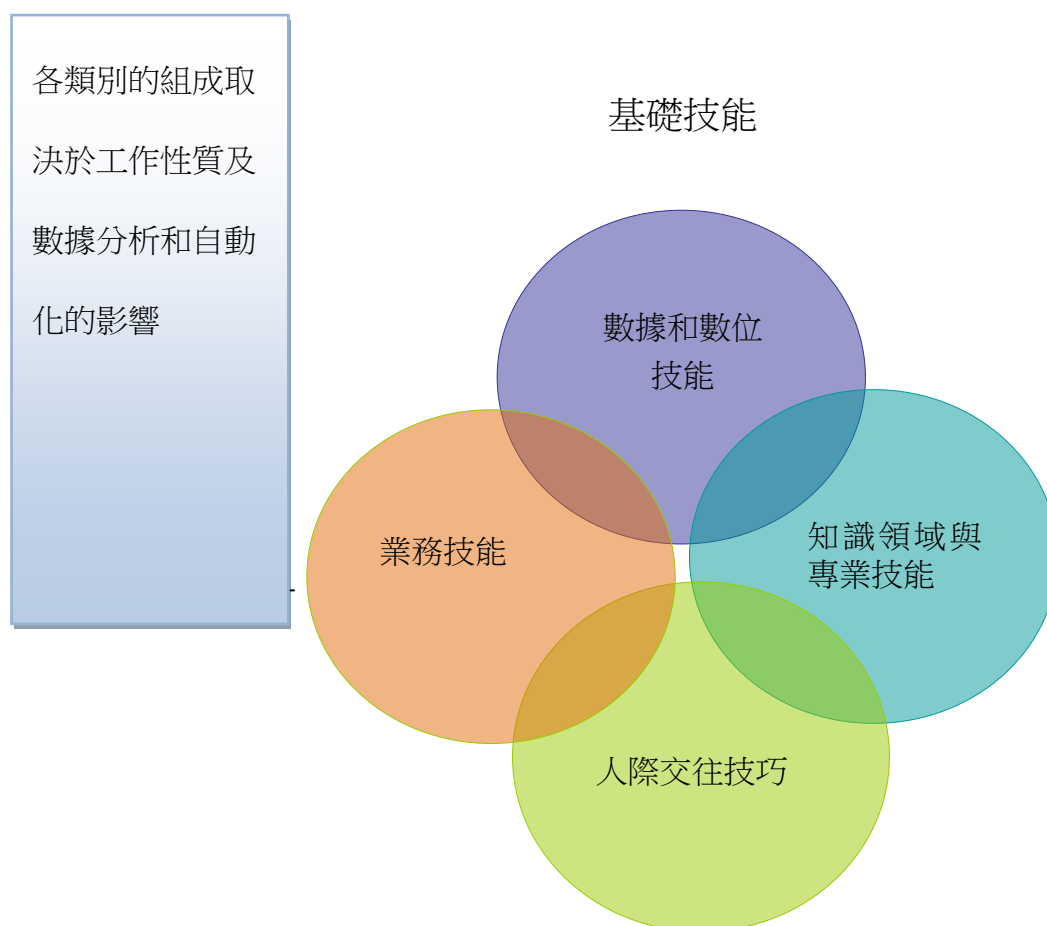 各類別的組成取
決於工作性質及
數據分析和自動
化的影響
基礎技能
數據和數位
技能
業務技能
知識領域與
專業技能
人際交往技巧